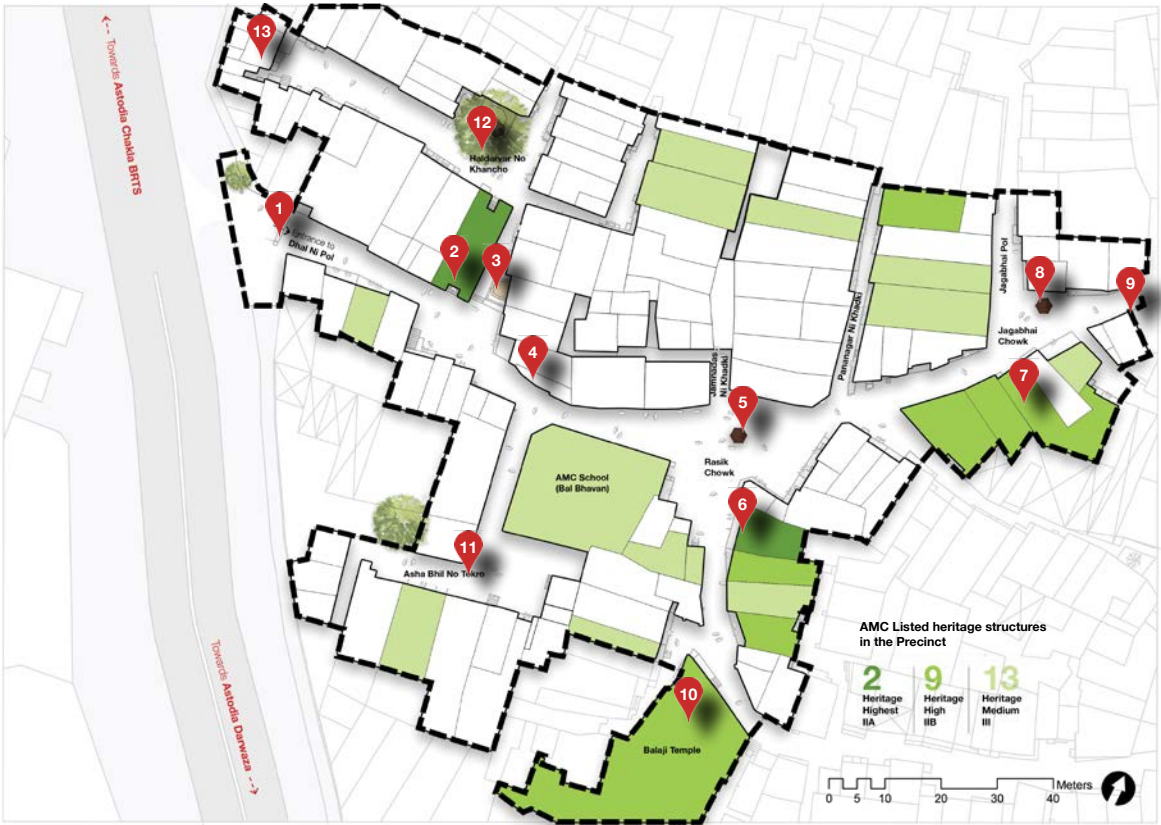 13
<-- Towards Astodia Chakla BRTS
12
Haldarvar No
Khancho
1
Entrance to
Dhal Ni Pol
2
3
Jagabhai Pol
8
9
Jagabhai
Chowk
4
Jamnadas
Ni Khadki
Pananagar Ni Khadki
7
5
Rasik
Chowk
AMC School
(Bal Bhavan)
6
11
Asha Bhil No Tekro
Towards Astodia Darwaza -->
10
Balaji Temple
AMC Listed heritage structures
in the Precinct
2
Heritage
Highest
IIA
9
Heritage
High
IIB
13
Heritage
Medium
III
Meters
0 5 10 20 30 40